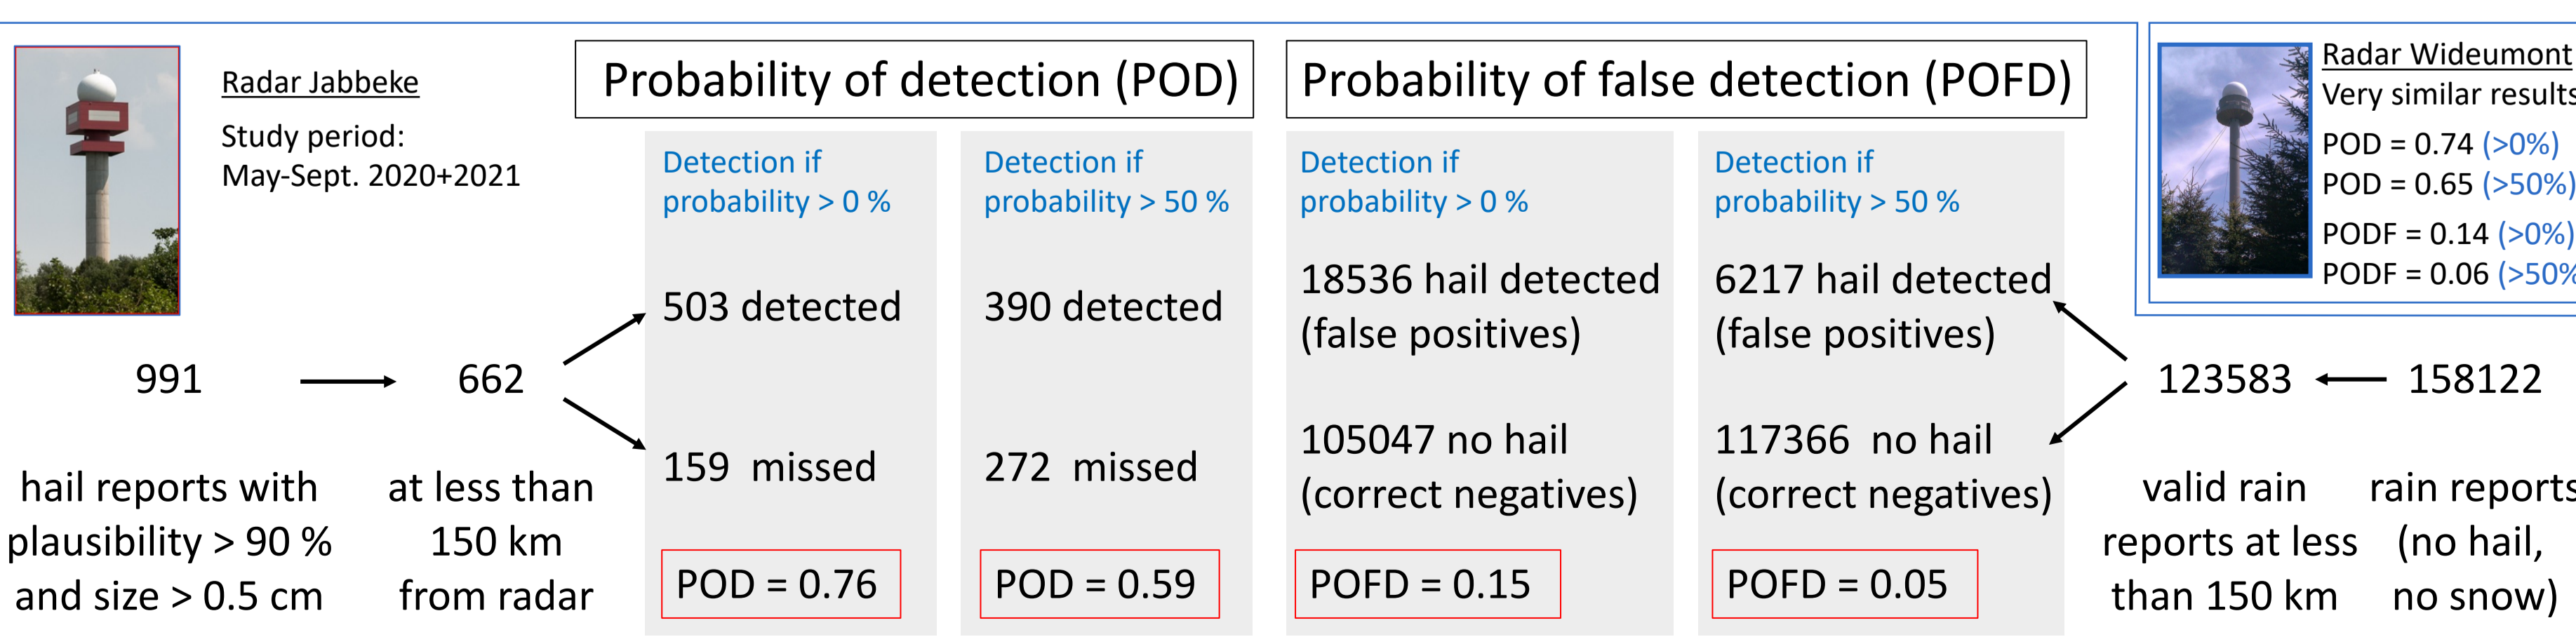 Radar Jabbeke
Study period:
May-Sept. 2020+2021
991
hail reports with
plausibility > 90 %
and size > 0.5 cm
662
at less than
150 km
from radar
Probability of detection (POD)
Detection if
probability > 0 %
503 detected
159 missed
POD = 0.76
Detection if
probability > 50 %
390 detected
272 missed
POD = 0.59
Probability of false detection (POFD)
Detection if
probability > 0 %
18536 hail detected
(false positives)
105047 no hail
(correct negatives)
POFD = 0.15
Detection if
probability > 50 %
6217 hail detected
(false positives)
117366 no hail
(correct negatives)
POFD = 0.05
Radar Wideumont
Very similar results
POD = 0.74 (>0%)
POD = 0.65 (>50%)
PODF = 0.14 (>0%)
PODF = 0.06 (>50%
123583
valid rain
reports at less
than 150 km
158122
rain reports
(no hail,
no snow)